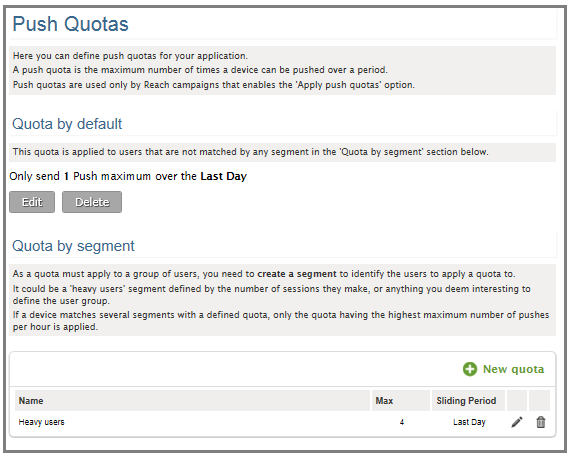 Push Quotas
Here you can define push quotas for your application.
A push quota is the maximum number of times a device can be pushed over a period.
Push quotas are used only by Reach campaigns that enables the 'Apply push quotas' option.
Quota by default
This quota is applied to users that are not matched by any segment in the 'Quota by segment' section below.
Only send 1 Push maximum over the Last Day
Edit Delete
Quota by segment
As a quota must apply to a group of users, you need to create a segment to identify the users to apply a quota to.
It could be a 'heavy users' segment defined by the number of sessions they make, or anything you deem interesting to
define the user group.
If a device matches several segments with a defined quota, only the quota having the highest maximum number of pushes
per hour is applied.
New quota
Name Max Sliding Period
Heavy users 4 Last Day